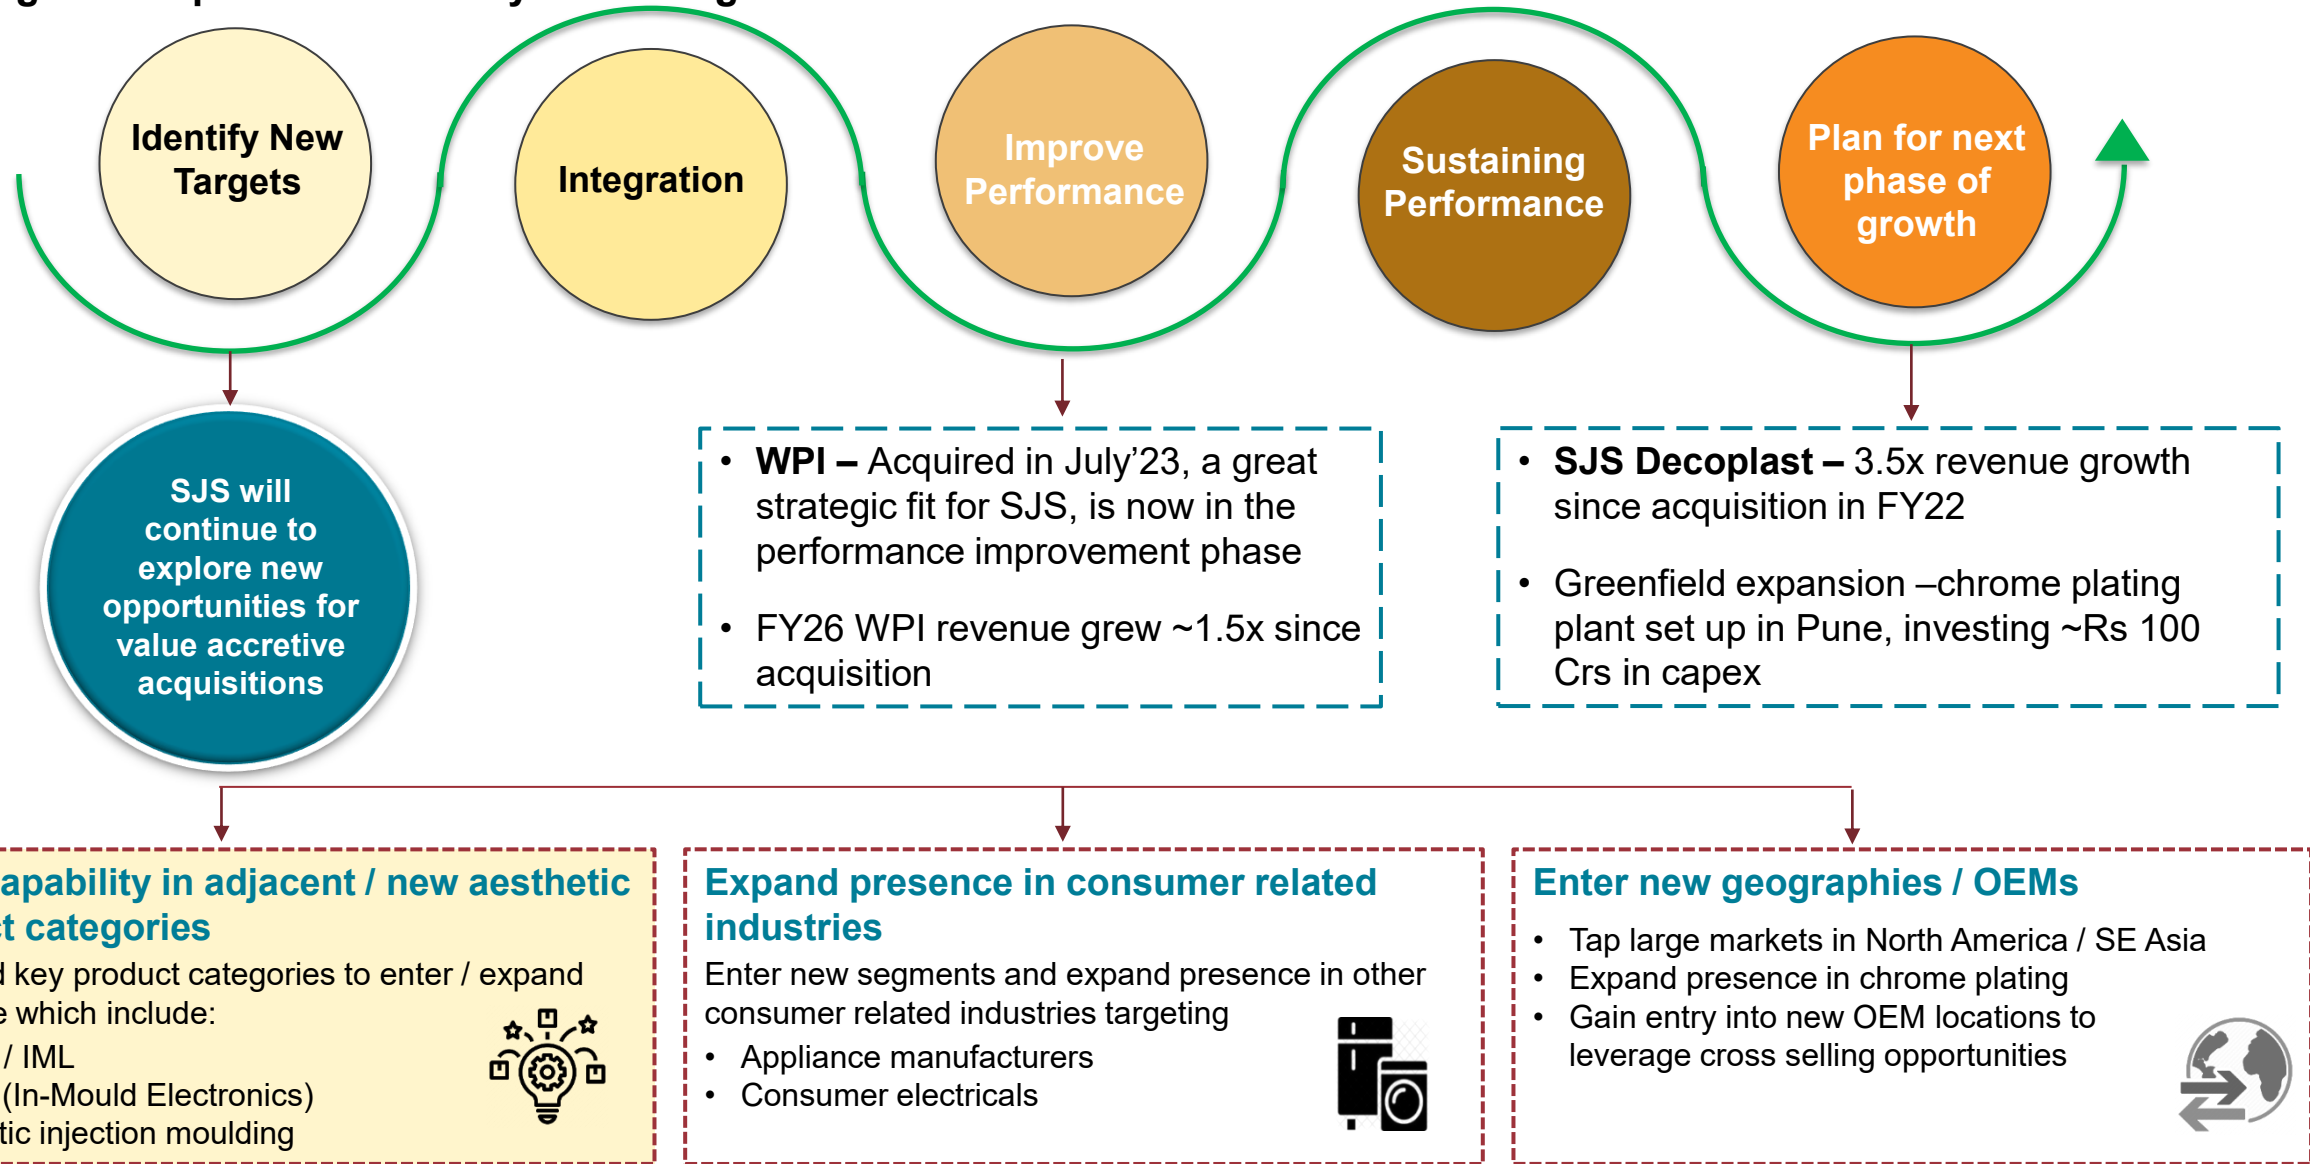 Identify New
Targets
Integration
Improve
Performance
Sustaining
Performance
Plan for next
phase of
growth
SJS will
continue to
explore new
opportunities for
value accretive
acquisitions
• WPI – Acquired in July’23, a great
strategic fit for SJS, is now in the
performance improvement phase
• FY26 WPI revenue grew ~1.5x since
acquisition
• SJS Decoplast – 3.5x revenue growth
since acquisition in FY22
• Greenfield expansion –chrome plating
plant set up in Pune, investing ~Rs 100
Crs in capex
apability in adjacent / new aesthetic
ct categories
d key product categories to enter / expand
e which include:
/ IML
(In-Mould Electronics)
tic injection moulding
Expand presence in consumer related
industries
Enter new segments and expand presence in other
consumer related industries targeting
• Appliance manufacturers
• Consumer electricals
Enter new geographies / OEMs
• Tap large markets in North America / SE Asia
• Expand presence in chrome plating
• Gain entry into new OEM locations to
leverage cross selling opportunities